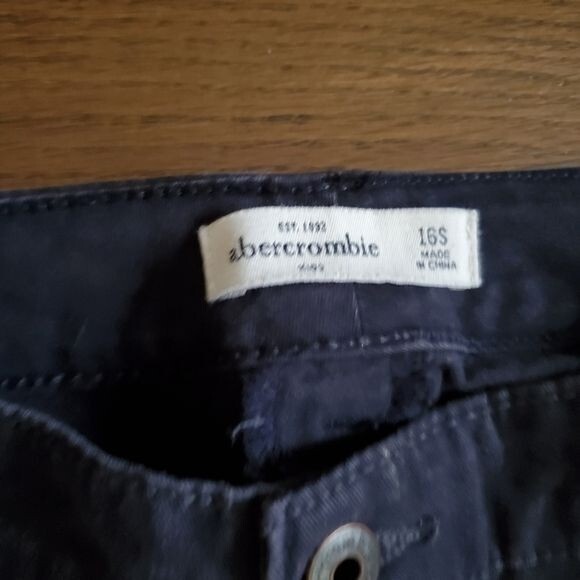 EST. 1892
abercrombie
kids
16S
MADE
IN CHINA